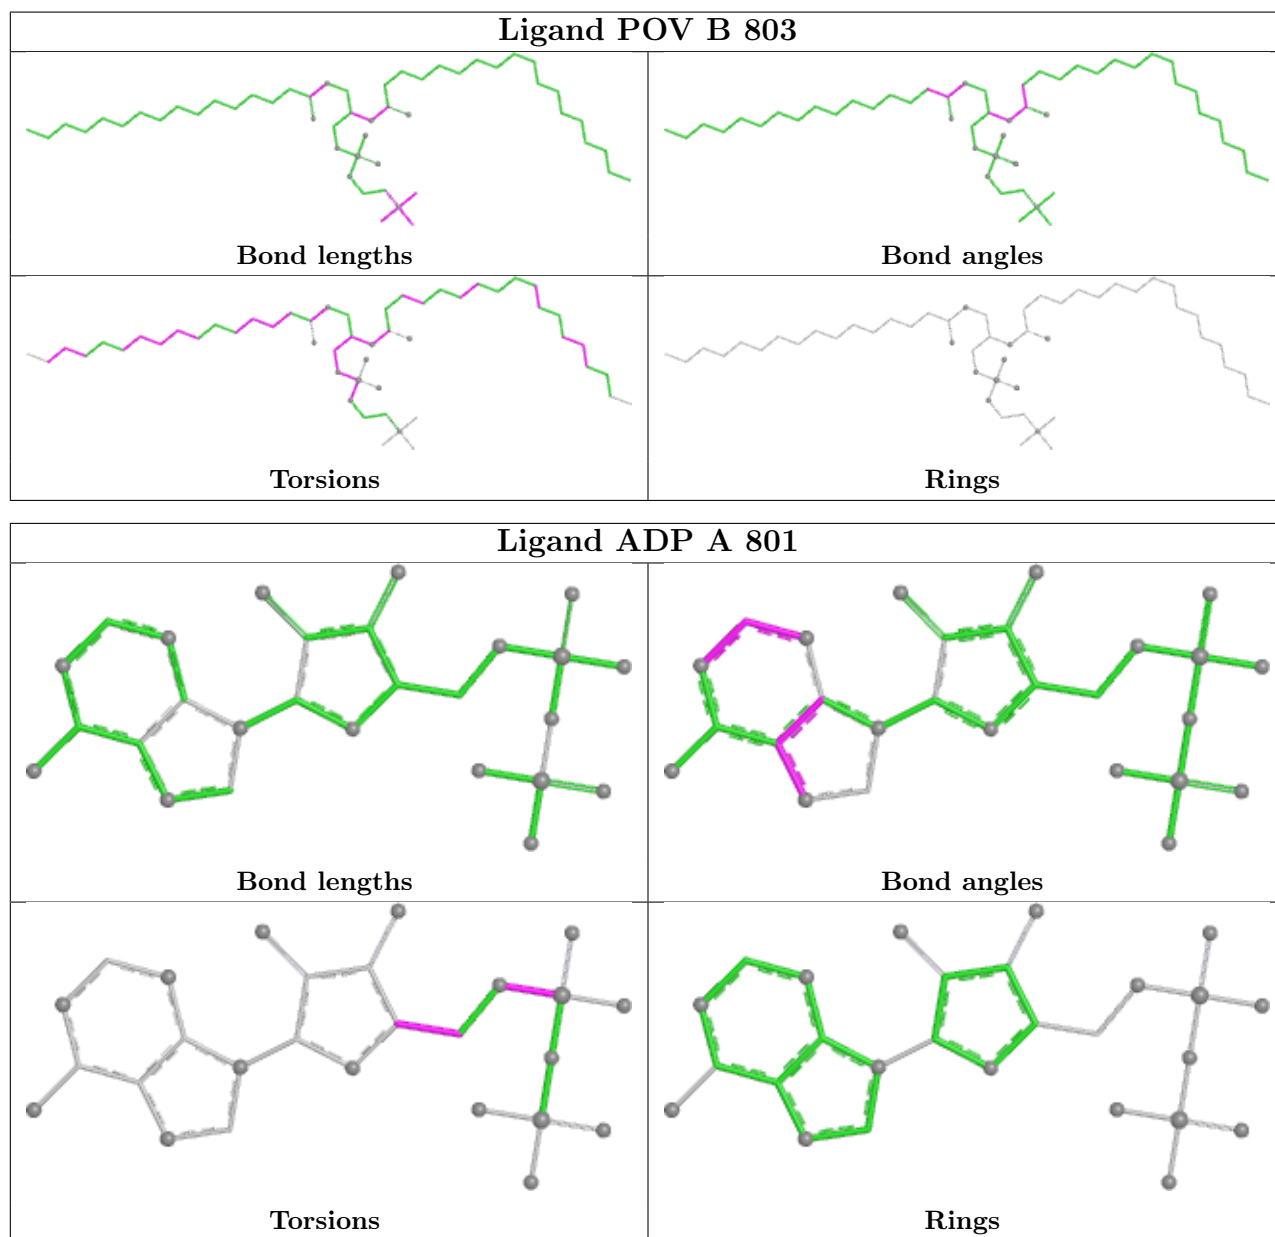 Ligand POV B 803
Bond lengths
Bond angles
Torsions
Rings
Ligand ADP A 801
Bond lengths
Bond angles
Torsions
Rings